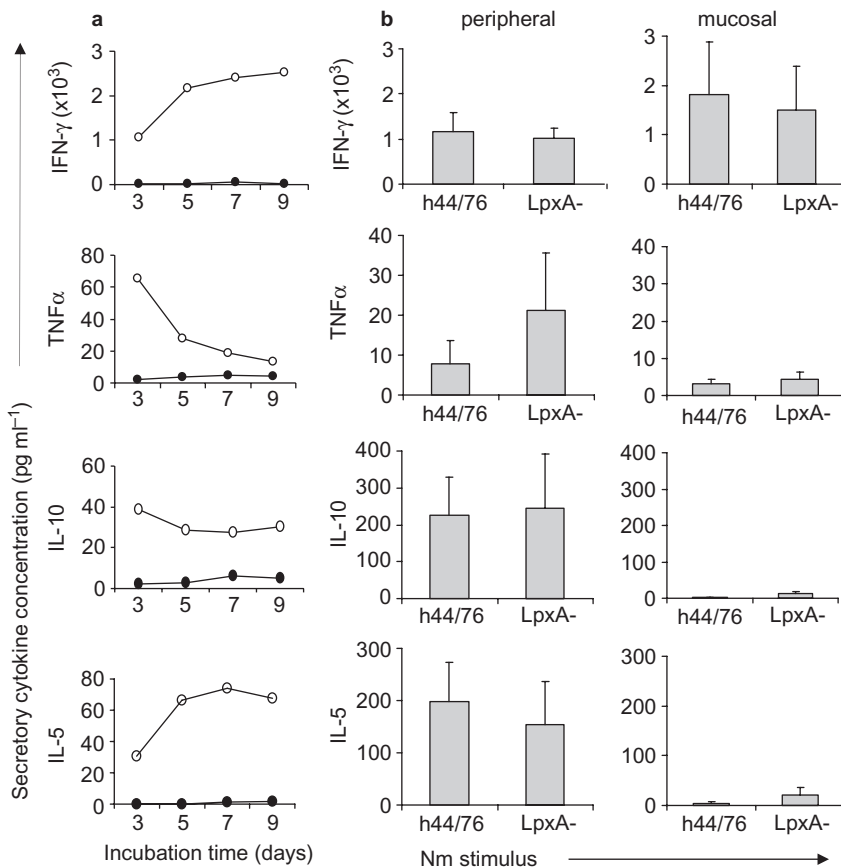 a
b
peripheral
mucosal
Secretory cytokine concentration (pg ml⁻¹)
IFN-γ (x10³)
3
2
1
0
3 5 7 9
IFN-γ (x10³)
3
2
1
0
h44/76 LpxA-
3
2
1
0
h44/76 LpxA-
TNFα
80
60
40
20
0
3 5 7 9
TNFα
40
30
20
10
0
h44/76 LpxA-
40
30
20
10
0
h44/76 LpxA-
IL-10
60
40
20
0
3 5 7 9
IL-10
400
300
200
100
0
h44/76 LpxA-
400
300
200
100
0
h44/76 LpxA-
IL-5
80
60
40
20
0
3 5 7 9
IL-5
300
200
100
0
h44/76 LpxA-
300
200
100
0
h44/76 LpxA-
Incubation time (days)
Nm stimulus